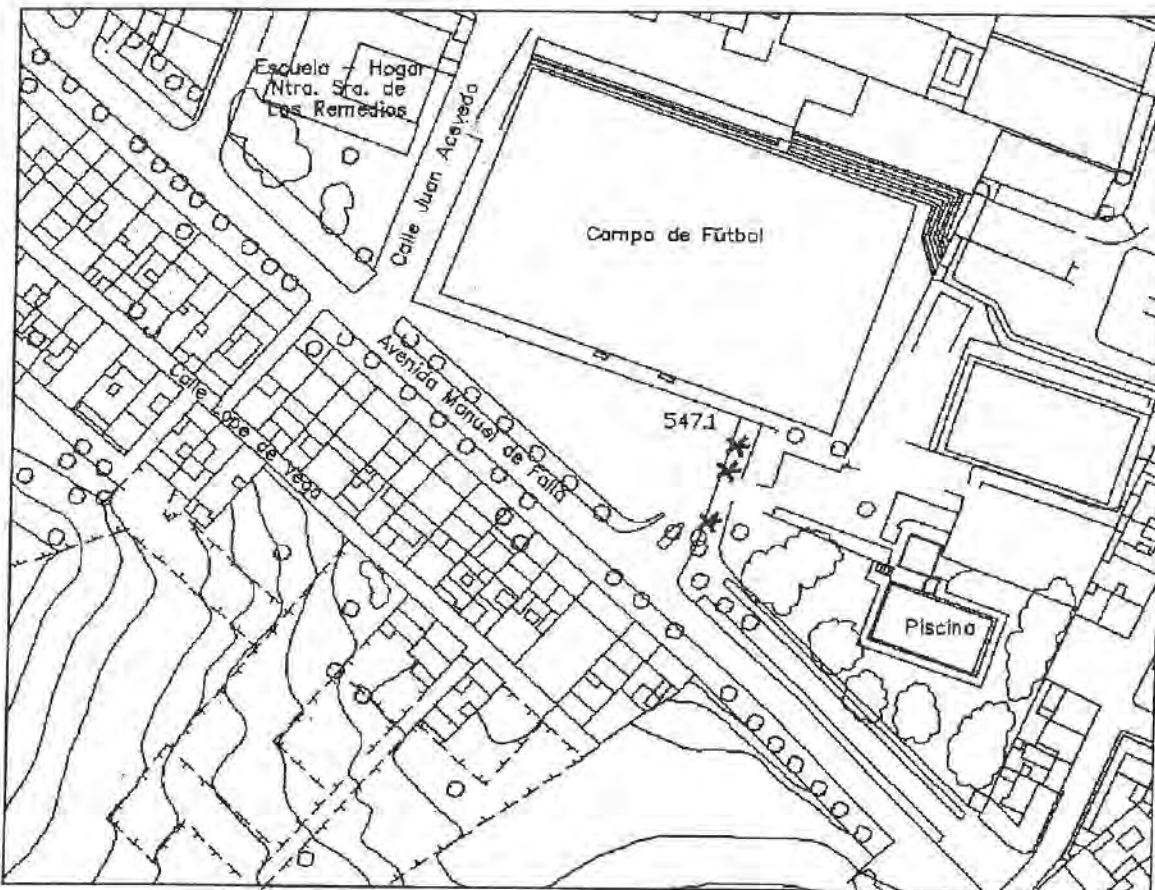 Escuela - Hogar
Ntra. Sra. de
Los Remedios
Calle Juan Acevedo
Campo de Fútbol
Avenida Manuel de Falla
Calle Lope de Vega
547.1
Piscina